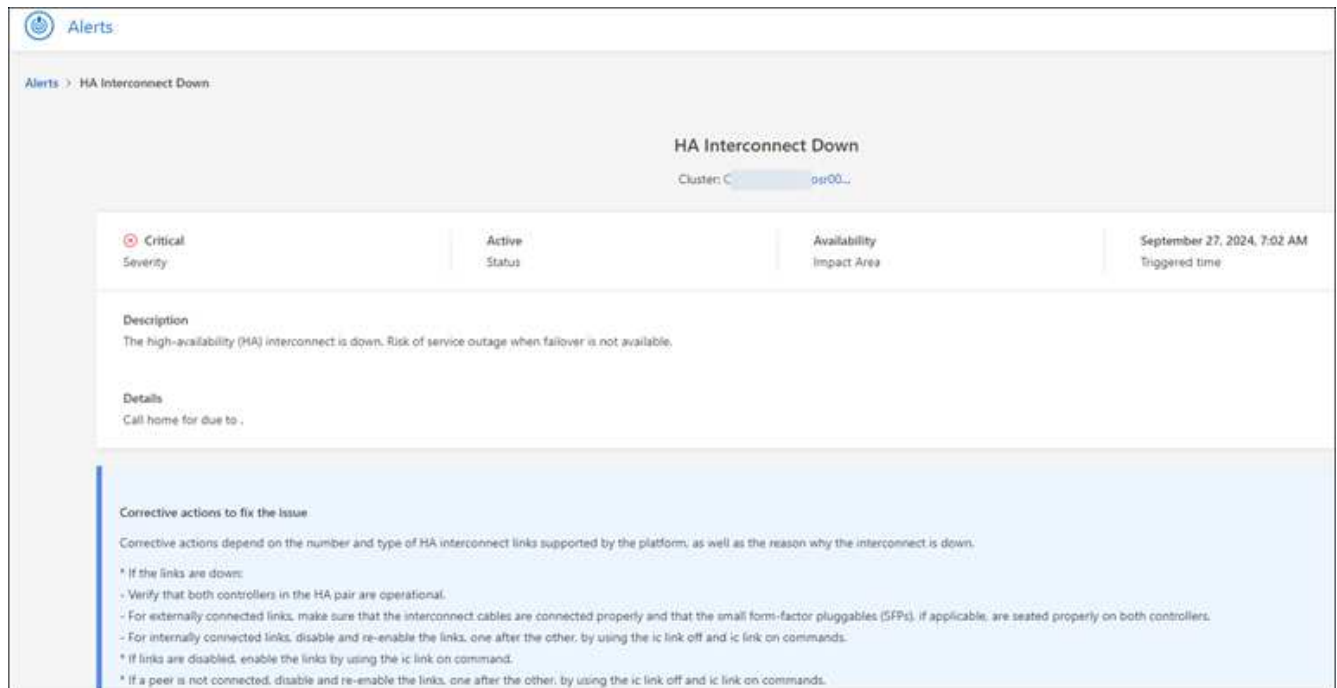 Alerts
Alerts > HA Interconnect Down
HA Interconnect Down
Cluster: C osr00...
Critical
Severity
Active
Status
Availability
Impact Area
September 27, 2024, 7:02 AM
Triggered time
Description
The high-availability (HA) interconnect is down. Risk of service outage when failover is not available.
Details
Call home for due to .
Corrective actions to fix the issue
Corrective actions depend on the number and type of HA interconnect links supported by the platform, as well as the reason why the interconnect is down.
* If the links are down:
- Verify that both controllers in the HA pair are operational.
- For externally connected links, make sure that the interconnect cables are connected properly and that the small form-factor pluggables (SFPs), if applicable, are seated properly on both controllers.
- For internally connected links, disable and re-enable the links, one after the other, by using the ic link off and ic link on commands.
* If links are disabled, enable the links by using the ic link on command.
* If a peer is not connected, disable and re-enable the links, one after the other, by using the ic link off and ic link on commands.